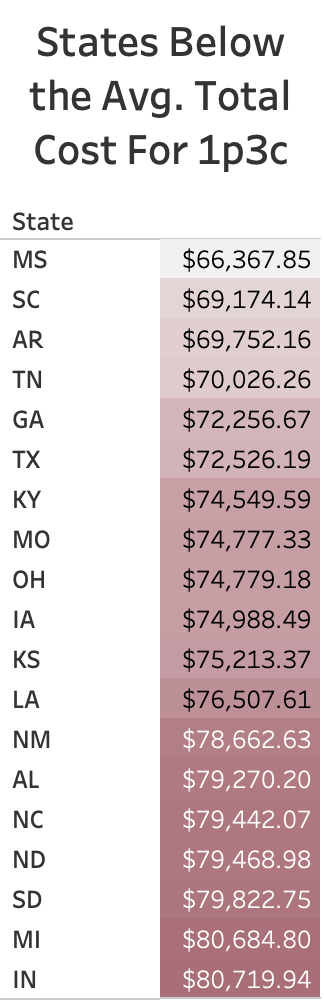 States Below
the Avg. Total
Cost For 1p3c
State
MS $66,367.85
SC $69,174.14
AR $69,752.16
TN $70,026.26
GA $72,256.67
TX $72,526.19
KY $74,549.59
MO $74,777.33
OH $74,779.18
IA $74,988.49
KS $75,213.37
LA $76,507.61
NM $78,662.63
AL $79,270.20
NC $79,442.07
ND $79,468.98
SD $79,822.75
MI $80,684.80
IN $80,719.94